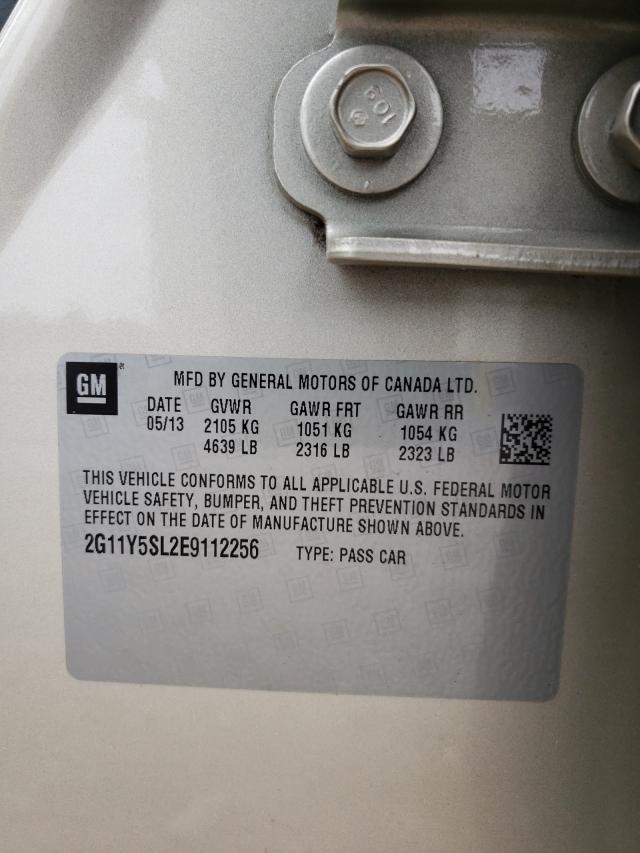 109
GM
MFD BY GENERAL MOTORS OF CANADA LTD.
DATE GVWR GAWR FRT GAWR RR
05/13 2105 KG 1051 KG 1054 KG
4639 LB 2316 LB 2323 LB
THIS VEHICLE CONFORMS TO ALL APPLICABLE U.S. FEDERAL MOTOR
VEHICLE SAFETY, BUMPER, AND THEFT PREVENTION STANDARDS IN
EFFECT ON THE DATE OF MANUFACTURE SHOWN ABOVE.
2G11Y5SL2E9112256 TYPE: PASS CAR